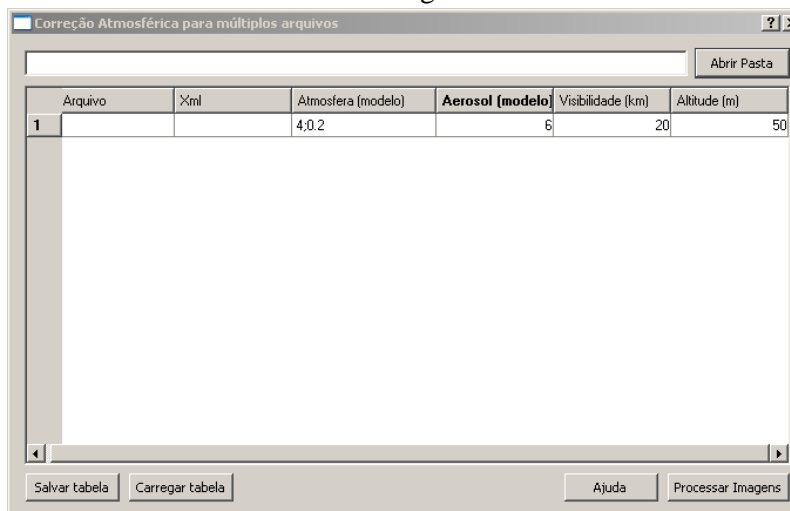 Correção Atmosférica para múltiplos arquivos
Abrir Pasta
Arquivo Xml Atmosfera (modelo) Aerosol (modelo) Visibilidade (km) Altitude (m)
1 4;0.2 6 20 50
Salvar tabela Carregar tabela Ajuda Processar Imagens